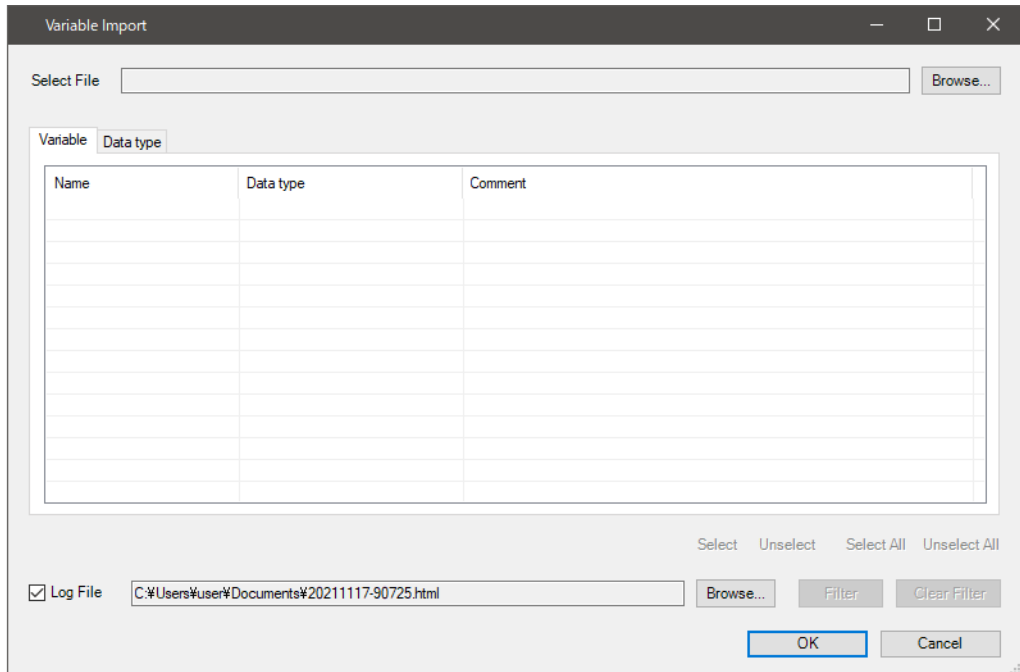 Variable Import
Select File Browse...
Variable Data type
Name Data type Comment
Select Unselect Select All Unselect All
Log File C:¥Users¥user¥Documents¥20211117-90725.html Browse... Filter Clear Filter
OK Cancel